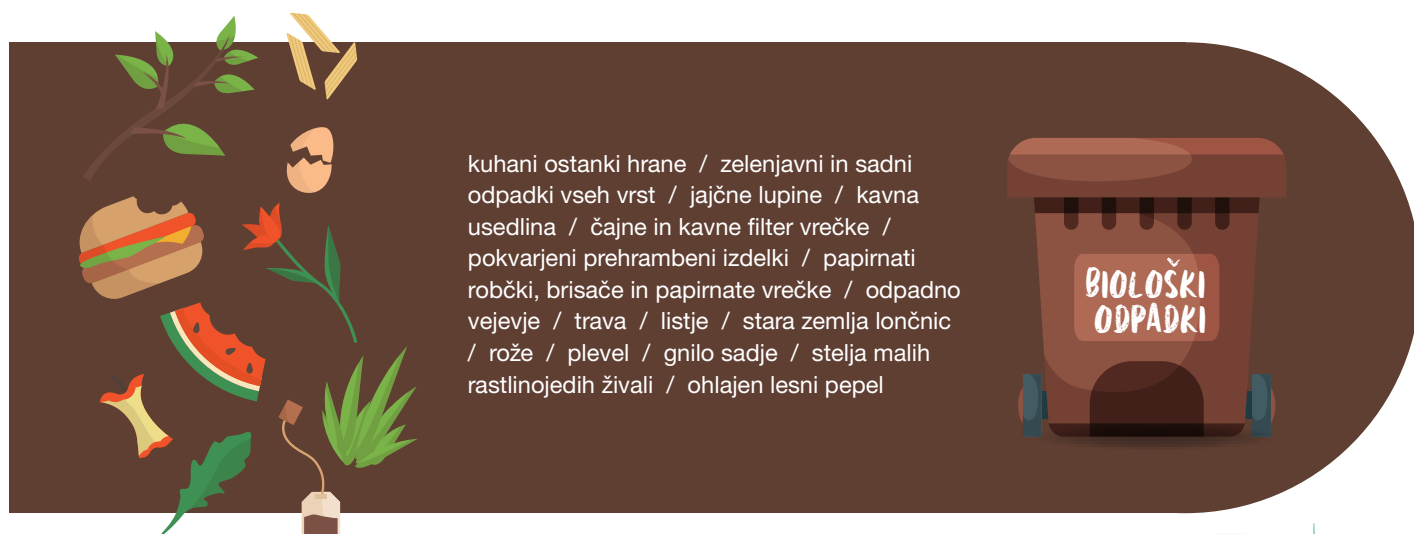 kuhani ostanki hrane / zelenjavni in sadni
odpadki vseh vrst / jajčne lupine / kavna
usedlina / čajne in kavne filter vrečke /
pokvarjeni prehrambeni izdelki / papirnati
robčki, brisače in papirnate vrečke / odpadno
vejevje / trava / listje / stara zemlja lončnic
/ rože / plevel / gnilo sadje / stelja malih
rastlinojedih živali / ohlajen lesni pepel
BIOLOŠKI
ODPADKI